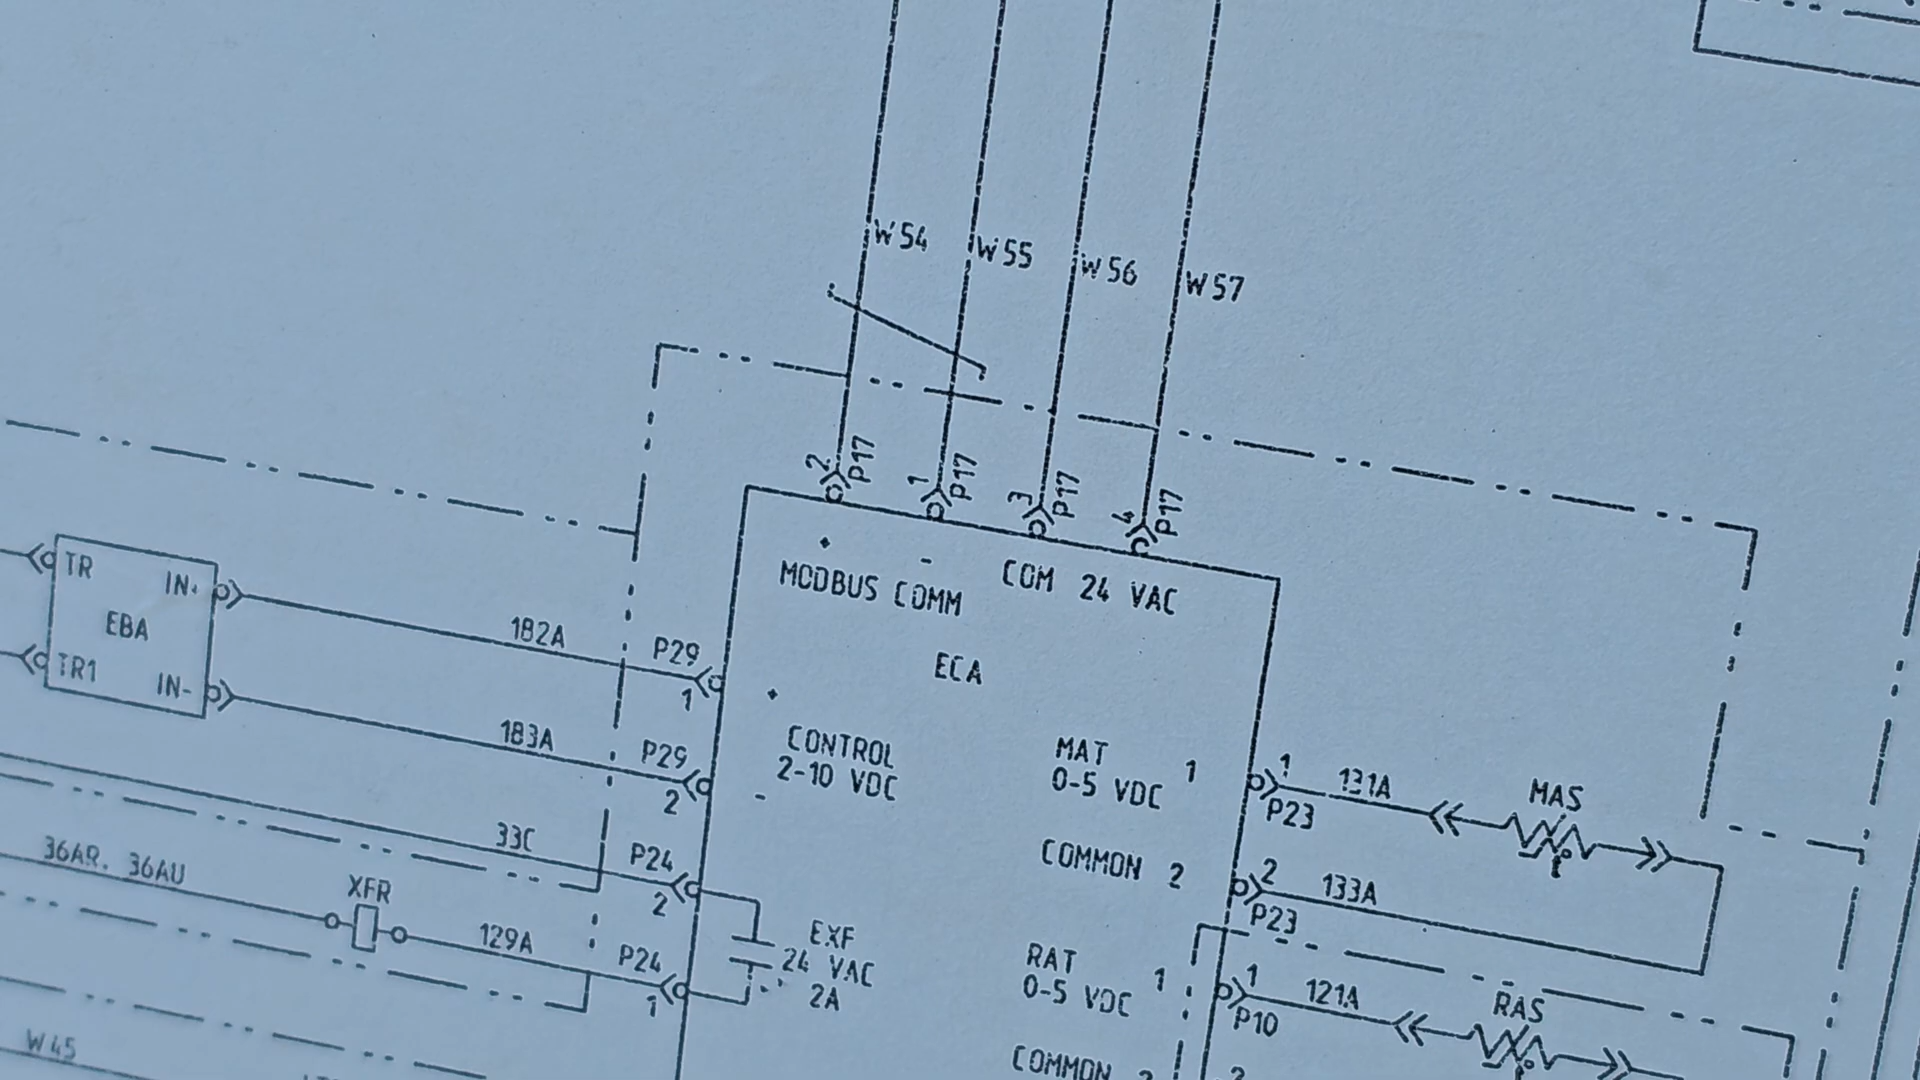 W54
W55
W56
W57
2
P17
1
P17
3
P17
4
P17
+
-
MODBUS COMM
COM 24 VAC
ECA
TR
IN+
EBA
TR1
IN-
182A
P29
1
+
183A
P29
2
CONTROL
2-10 VDC
-
MAT
0-5 VDC
1
1
131A
P23
MAS
COMMON 2
2
133A
P23
33C
P24
2
36AR. 36AU
XFR
129A
P24
1
EXF
24 VAC
2A
RAT
0-5 VDC
1
1
121A
P10
RAS
COMMON 2
2
W45